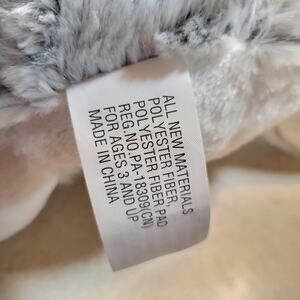 ALL NEW MATERIALS
POLYESTER FIBER,
POLYESTER FIBER PAD
REG.NO.PA-18309(CN)
FOR AGES 3 AND UP
MADE IN CHINA